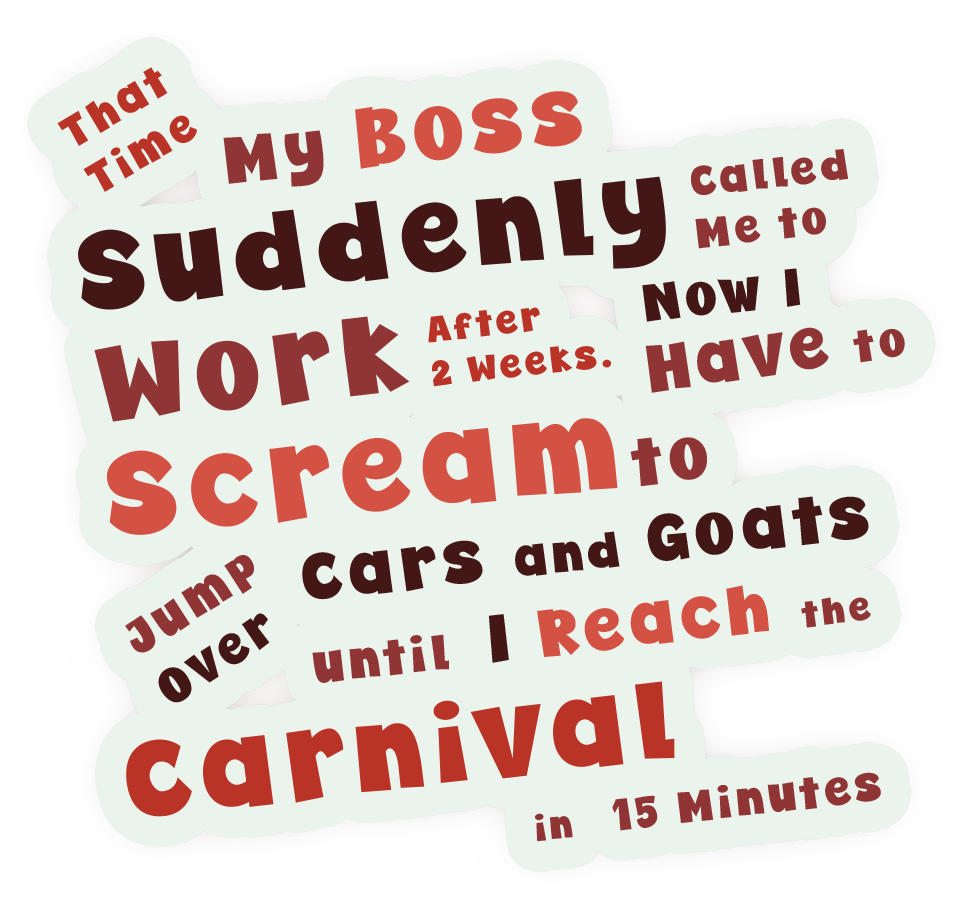 That
Time
My Boss
Suddenly
Called
Me to
Work
After
2 Weeks.
Now I
Have to
Scream to
Jump
over
Cars and Goats
until I Reach the
Carnival
in 15 Minutes